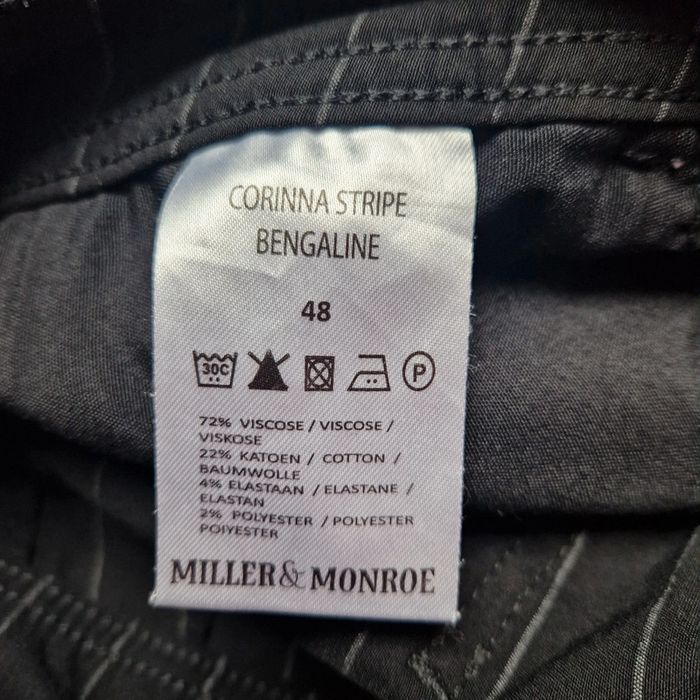 CORINNA STRIPE
BENGALINE
48
30C P
72% VISCOSE / VISCOSE /
VISKOSE
22% KATOEN / COTTON /
BAUMWOLLE
4% ELASTAAN / ELASTANE /
ELASTAN
2% POLYESTER / POLYESTER
POlYESTER
MILLER&MONROE